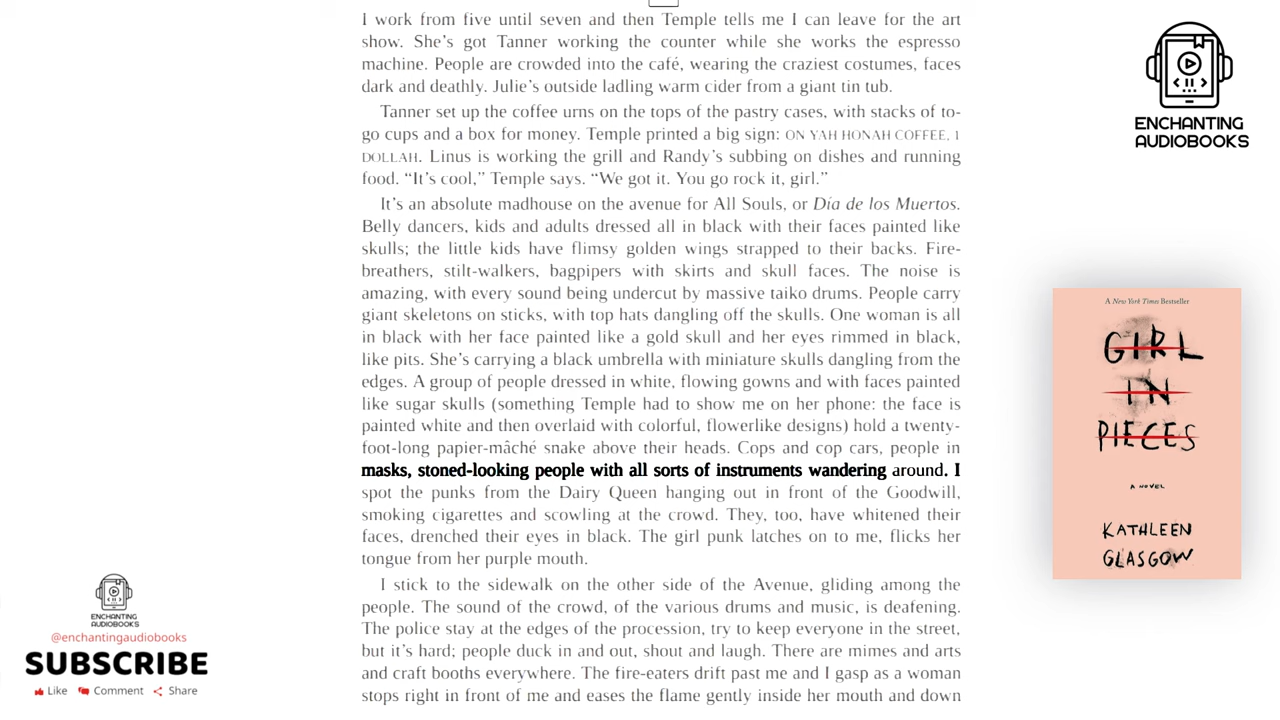 I work from five until seven and then Temple tells me I can leave for the art
show. She's got Tanner working the counter while she works the espresso
machine. People are crowded into the café, wearing the craziest costumes, faces
dark and deathly. Julie's outside ladling warm cider from a giant tin tub.
Tanner set up the coffee urns on the tops of the pastry cases, with stacks of to-
go cups and a box for money. Temple printed a big sign: ON YAH HONAH COFFEE, 1
DOLLAH. Linus is working the grill and Randy's subbing on dishes and running
food. “It's cool,” Temple says. “We got it. You go rock it, girl.”
It's an absolute madhouse on the avenue for All Souls, or Día de los Muertos.
Belly dancers, kids and adults dressed all in black with their faces painted like
skulls; the little kids have flimsy golden wings strapped to their backs. Fire-
breathers, stilt-walkers, bagpipers with skirts and skull faces. The noise is
amazing, with every sound being undercut by massive taiko drums. People carry
giant skeletons on sticks, with top hats dangling off the skulls. One woman is all
in black with her face painted like a gold skull and her eyes rimmed in black,
like pits. She's carrying a black umbrella with miniature skulls dangling from the
edges. A group of people dressed in white, flowing gowns and with faces painted
like sugar skulls (something Temple had to show me on her phone: the face is
painted white and then overlaid with colorful, flowerlike designs) hold a twenty-
foot-long papier-mâché snake above their heads. Cops and cop cars, people in
masks, stoned-looking people with all sorts of instruments wandering around. I
spot the punks from the Dairy Queen hanging out in front of the Goodwill,
smoking cigarettes and scowling at the crowd. They, too, have whitened their
faces, drenched their eyes in black. The girl punk latches on to me, flicks her
tongue from her purple mouth.
I stick to the sidewalk on the other side of the Avenue, gliding among the
people. The sound of the crowd, of the various drums and music, is deafening.
The police stay at the edges of the procession, try to keep everyone in the street,
but it's hard; people duck in and out, shout and laugh. There are mimes and arts
and craft booths everywhere. The fire-eaters drift past me and I gasp as a woman
stops right in front of me and eases the flame gently inside her mouth and down
ENCHANTING
AUDIOBOOKS
A New York Times Bestseller
GIRL
IN
PIECES
A NOVEL
KATHLEEN
GLASGOW
ENCHANTING
AUDIOBOOKS
@enchantingaudiobooks
SUBSCRIBE
Like Comment Share